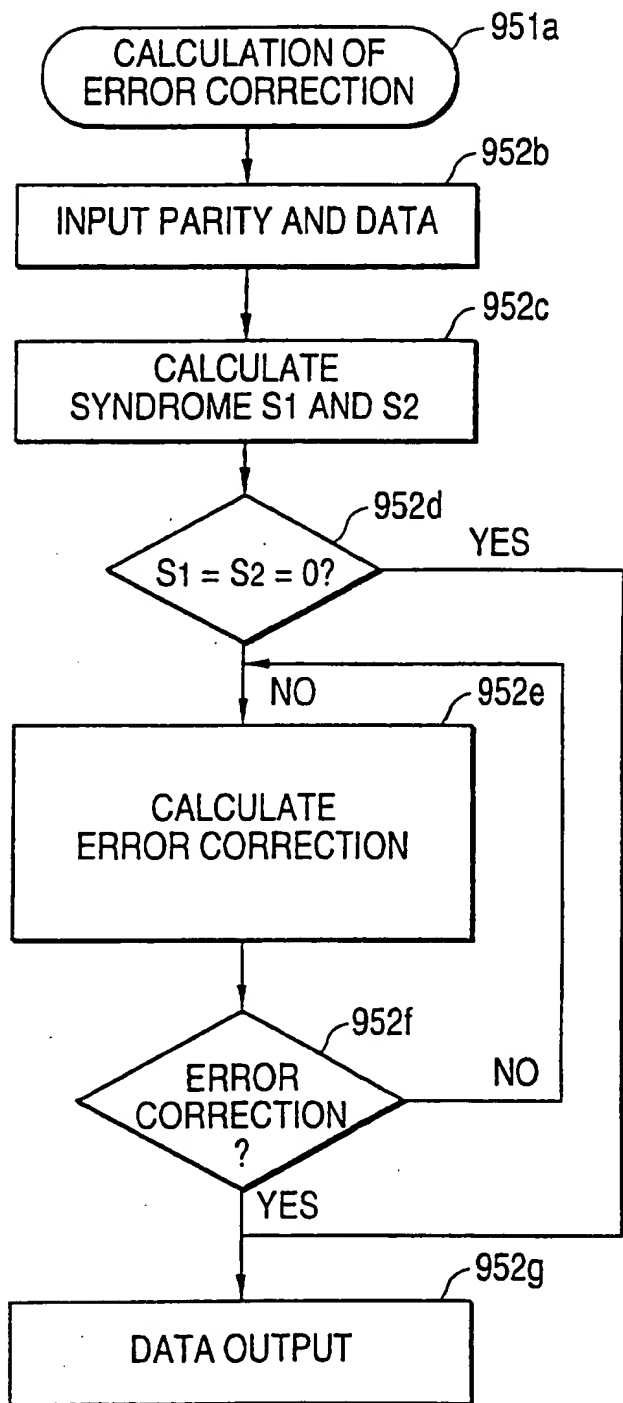 951a
CALCULATION OF
ERROR CORRECTION
952b
INPUT PARITY AND DATA
952c
CALCULATE
SYNDROME S1 AND S2
952d
YES
S1 = S2 = 0?
NO
952e
CALCULATE
ERROR CORRECTION
952f
ERROR
CORRECTION
?
NO
YES
952g
DATA OUTPUT